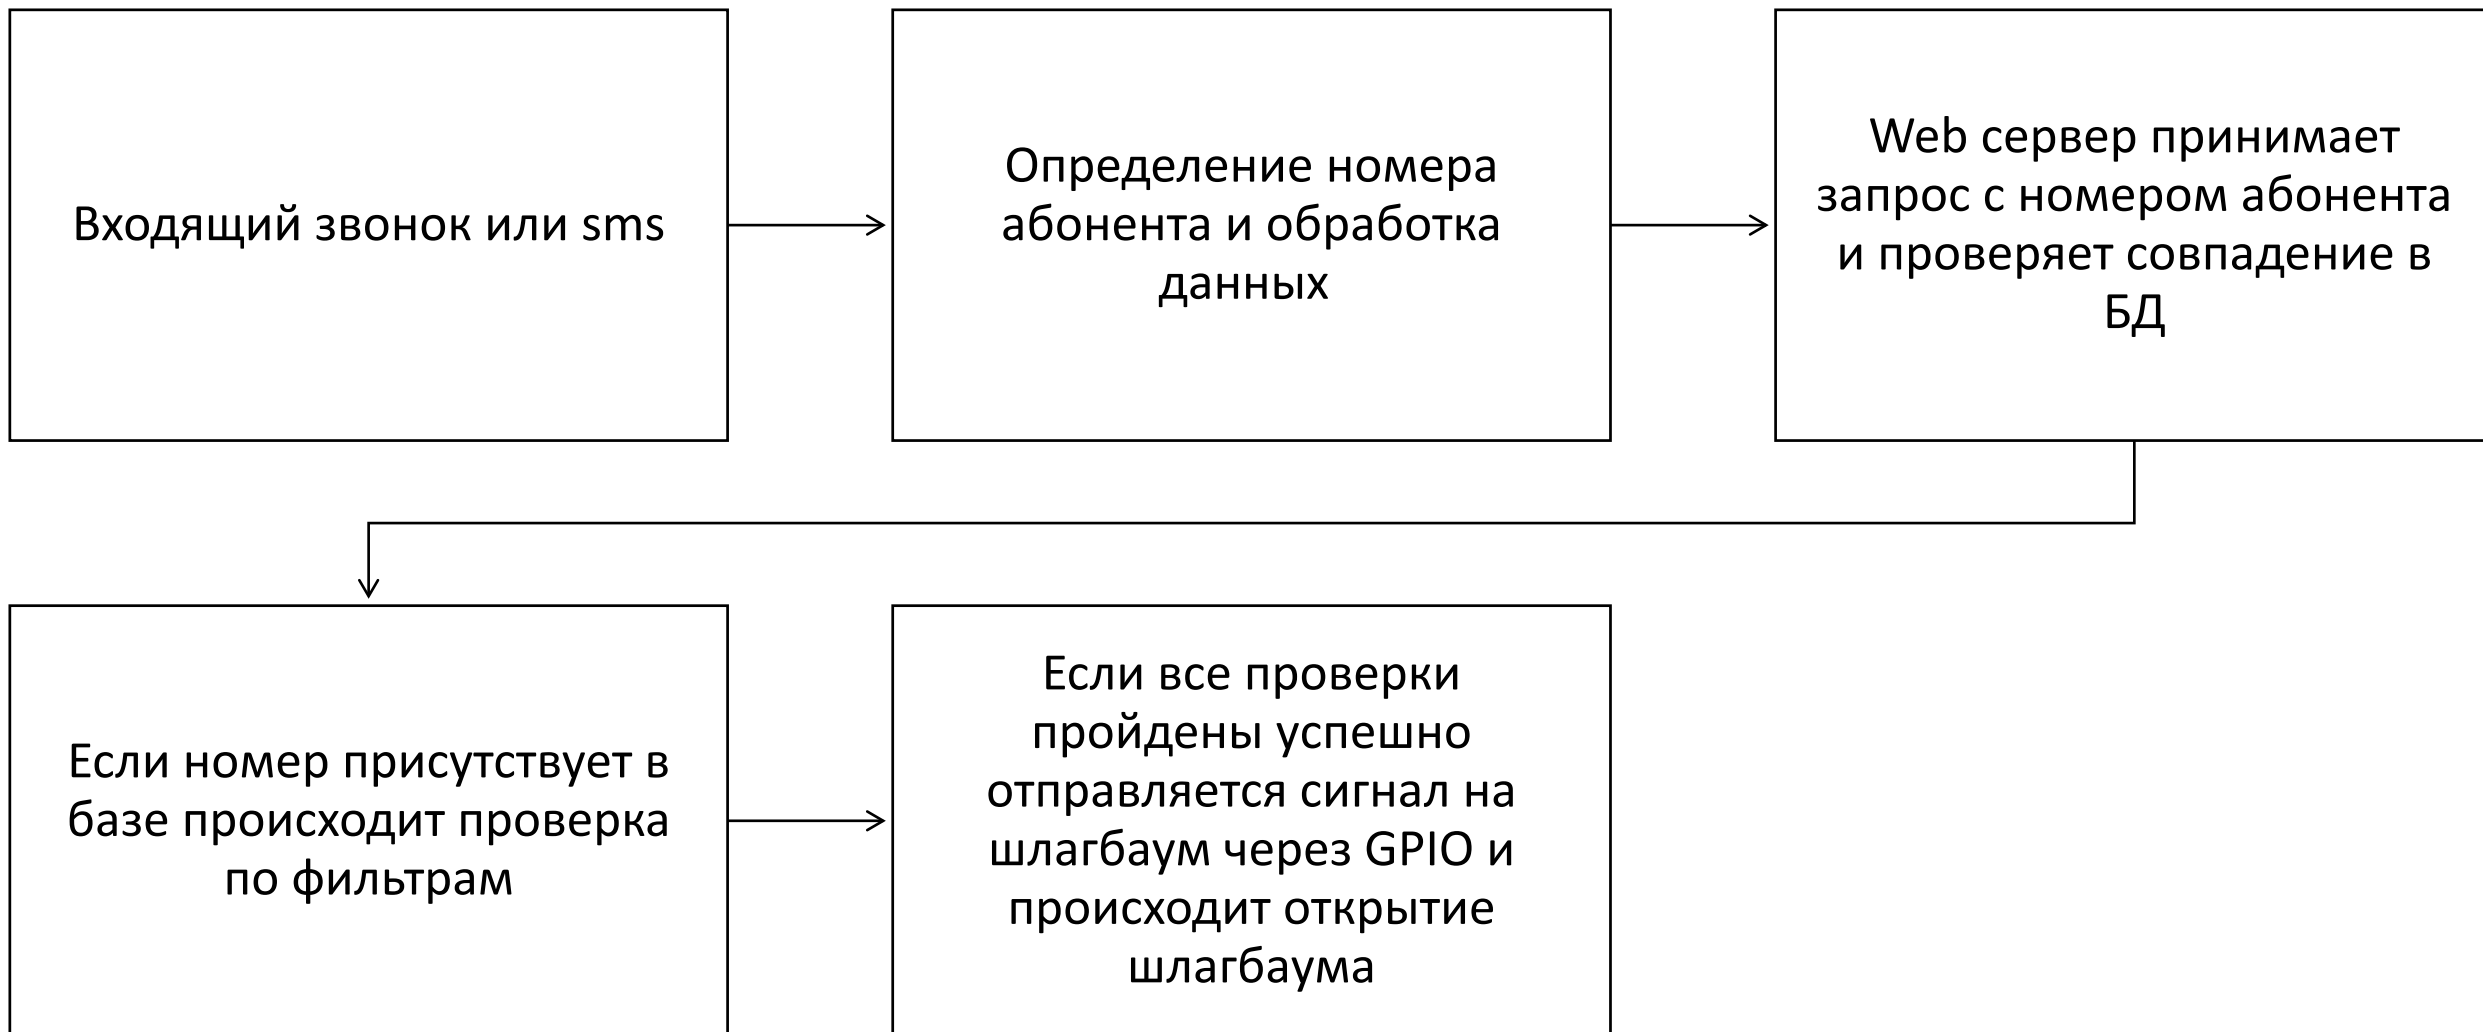 Входящий звонок или sms
Определение номера
абонента и обработка
данных
Web сервер принимает
запрос с номером абонента
и проверяет совпадение в
БД
Если номер присутствует в
базе происходит проверка
по фильтрам
Если все проверки
пройдены успешно
отправляется сигнал на
шлагбаум через GPIO и
происходит открытие
шлагбаума